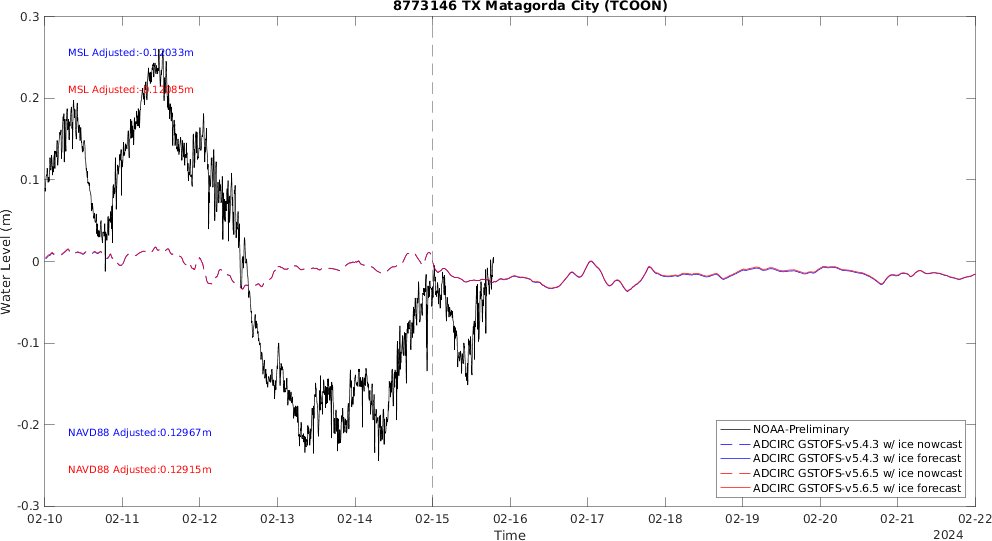 8773146 TX Matagorda City (TCOON)
0.3
0.2
0.1
0
-0.1
-0.2
-0.3
Water Level (m)
MSL Adjusted:-0.12033m
MSL Adjusted:-0.12085m
NAVD88 Adjusted:0.12967m
NAVD88 Adjusted:0.12915m
NOAA-Preliminary
ADCIRC GSTOFS-v5.4.3 w/ ice nowcast
ADCIRC GSTOFS-v5.4.3 w/ ice forecast
ADCIRC GSTOFS-v5.6.5 w/ ice nowcast
ADCIRC GSTOFS-v5.6.5 w/ ice forecast
02-10 02-11 02-12 02-13 02-14 02-15 02-16 02-17 02-18 02-19 02-20 02-21 02-22
Time
2024